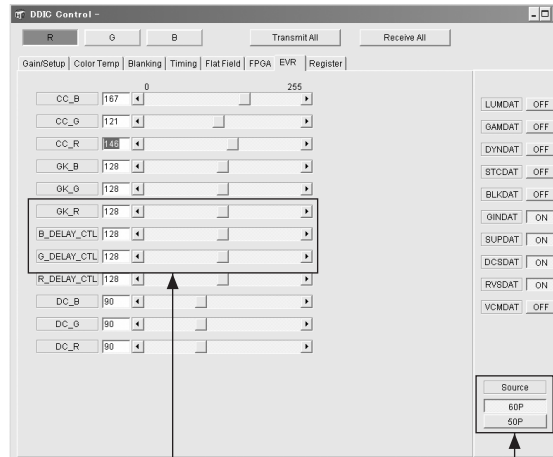 DDIC Control -
R G B Transmit All Receive All
Gain/Setup Color Temp Blanking Timing Flat Field FPGA EVR Register
0 255
CC_B 167
CC_G 121
CC_R 146
GK_B 128
GK_G 128
GK_R 128
B_DELAY_CTL 128
G_DELAY_CTL 128
R_DELAY_CTL 128
DC_B 90
DC_G 90
DC_R 90
LUMDAT OFF
GAMDAT OFF
DYNDAT OFF
STCDAT OFF
BLKDAT OFF
GINDAT ON
SUPDAT ON
DCSDAT ON
RVSDAT ON
VCMDAT OFF
Source
60P
50P